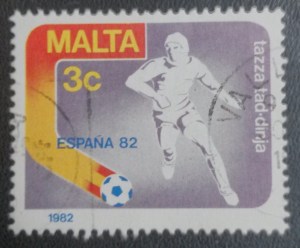 MALTA
3c
tazza tad-dinja
ESPAÑA 82
1982